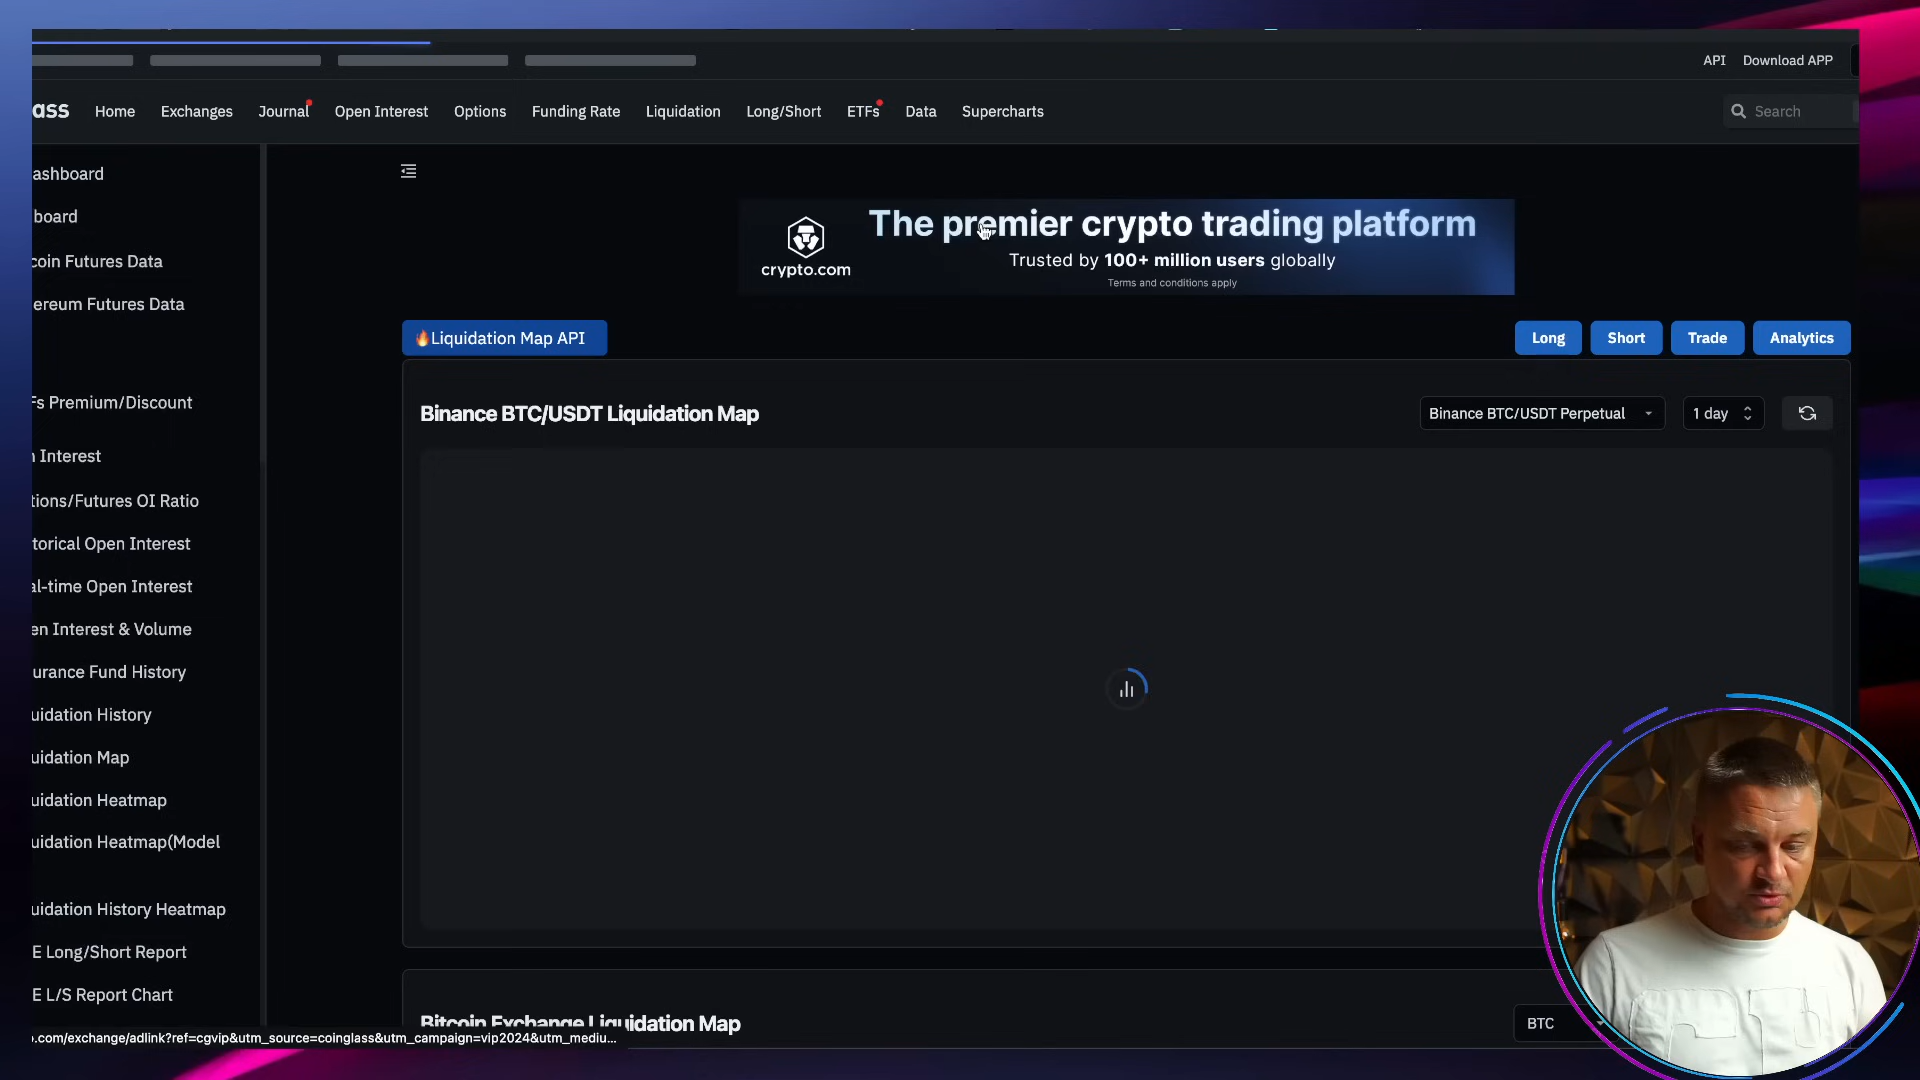 API Download APP
ass Home Exchanges Journal Open Interest Options Funding Rate Liquidation Long/Short ETFs Data Supercharts Search
ashboard
board
coin Futures Data
ereum Futures Data
Fs Premium/Discount
n Interest
tions/Futures OI Ratio
torical Open Interest
al-time Open Interest
en Interest & Volume
urance Fund History
uidation History
uidation Map
uidation Heatmap
uidation Heatmap(Model
uidation History Heatmap
E Long/Short Report
E L/S Report Chart
crypto.com
The premier crypto trading platform
Trusted by 100+ million users globally
Terms and conditions apply
🔥Liquidation Map API
Long Short Trade Analytics
Binance BTC/USDT Liquidation Map
Binance BTC/USDT Perpetual 1 day
Bitcoin Exchange Liquidation Map
BTC
o.com/exchange/adlink?ref=cgvip&utm_source=coinglass&utm_campaign=vip2024&utm_mediu...